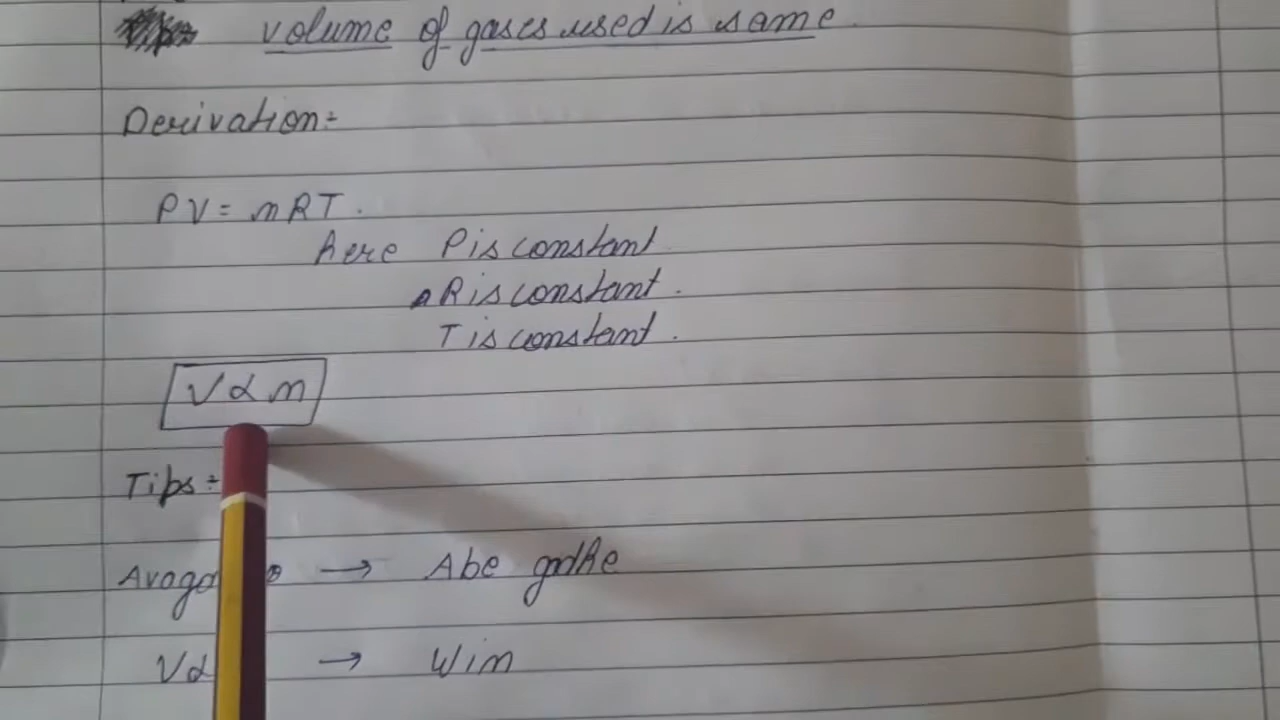 volume of gases used is same.
Derivation:-
PV = nRT.
here P is constant
R is constant.
T is constant.
V α n
Tips:-
→ Abe gadhe
Vα → Win